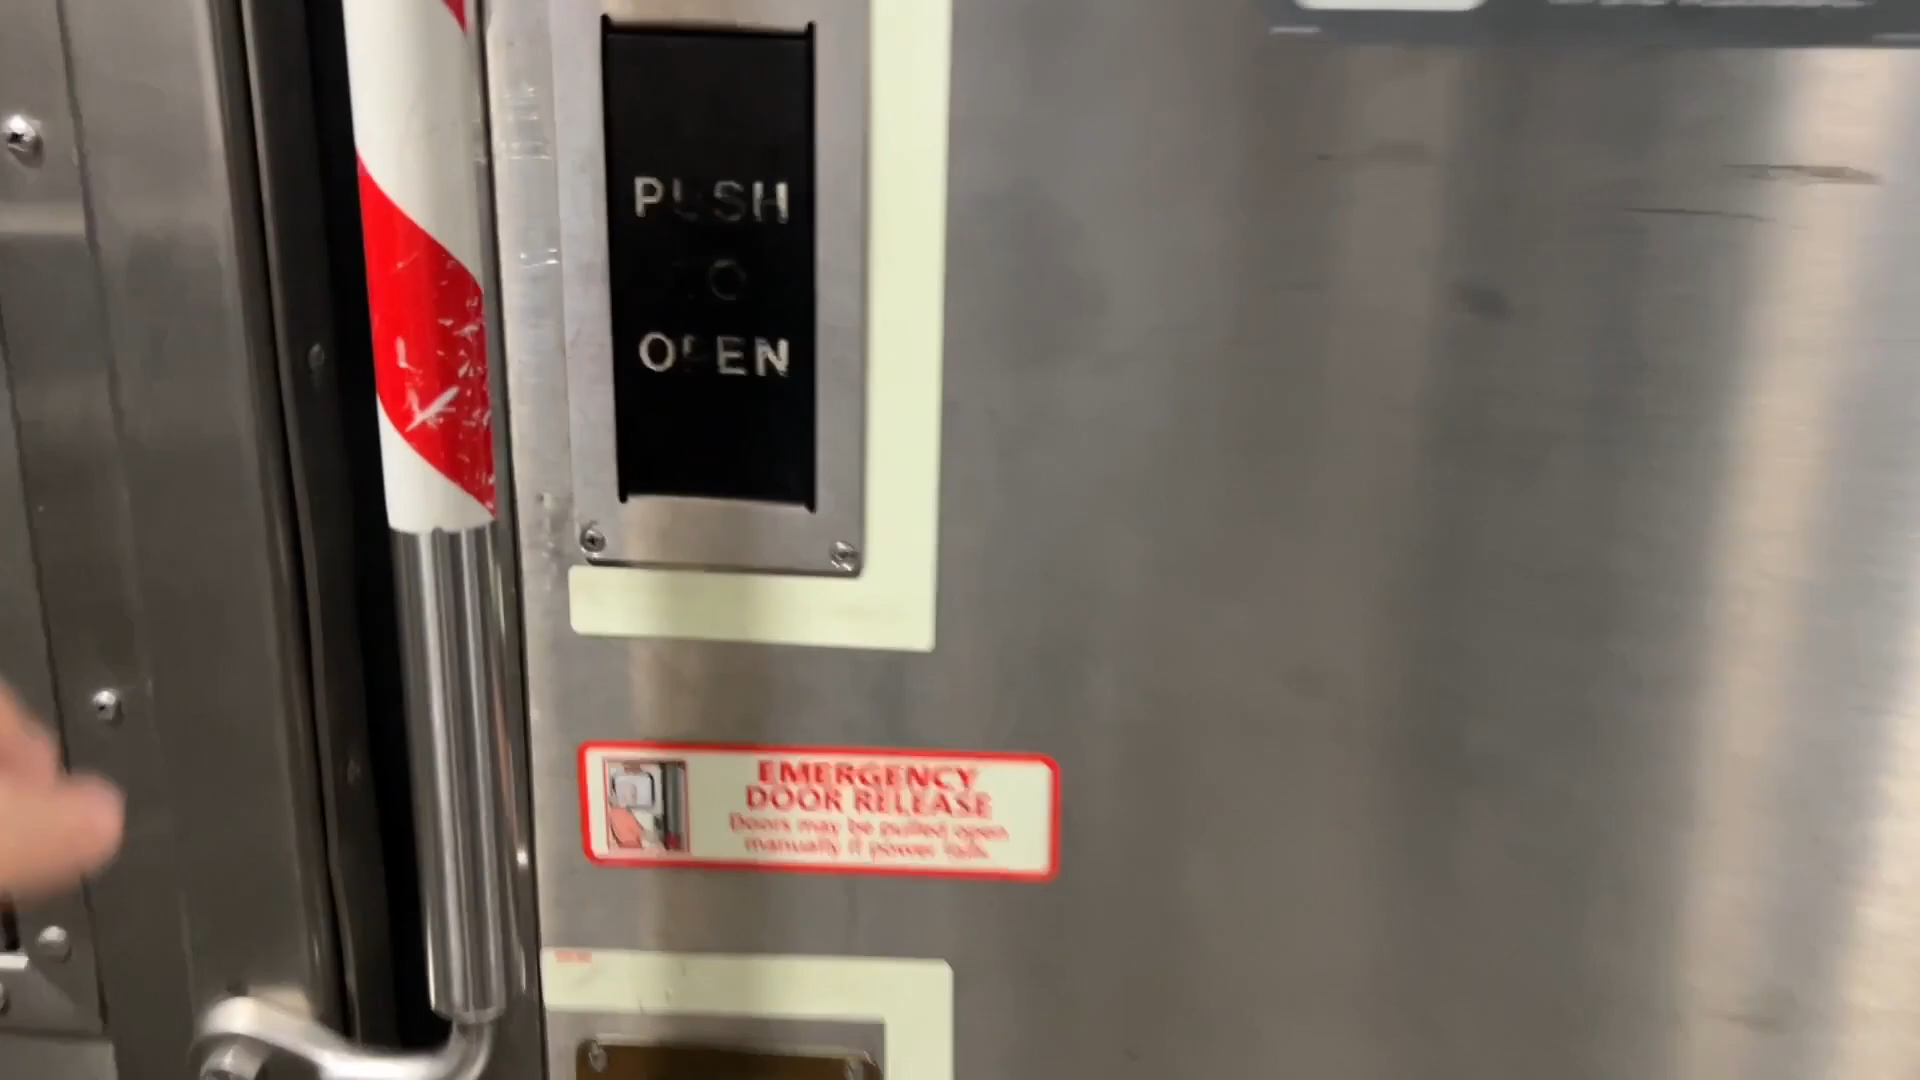 PUSH
TO
OPEN
EMERGENCY
DOOR RELEASE
Doors may be pulled open
manually if power fails.